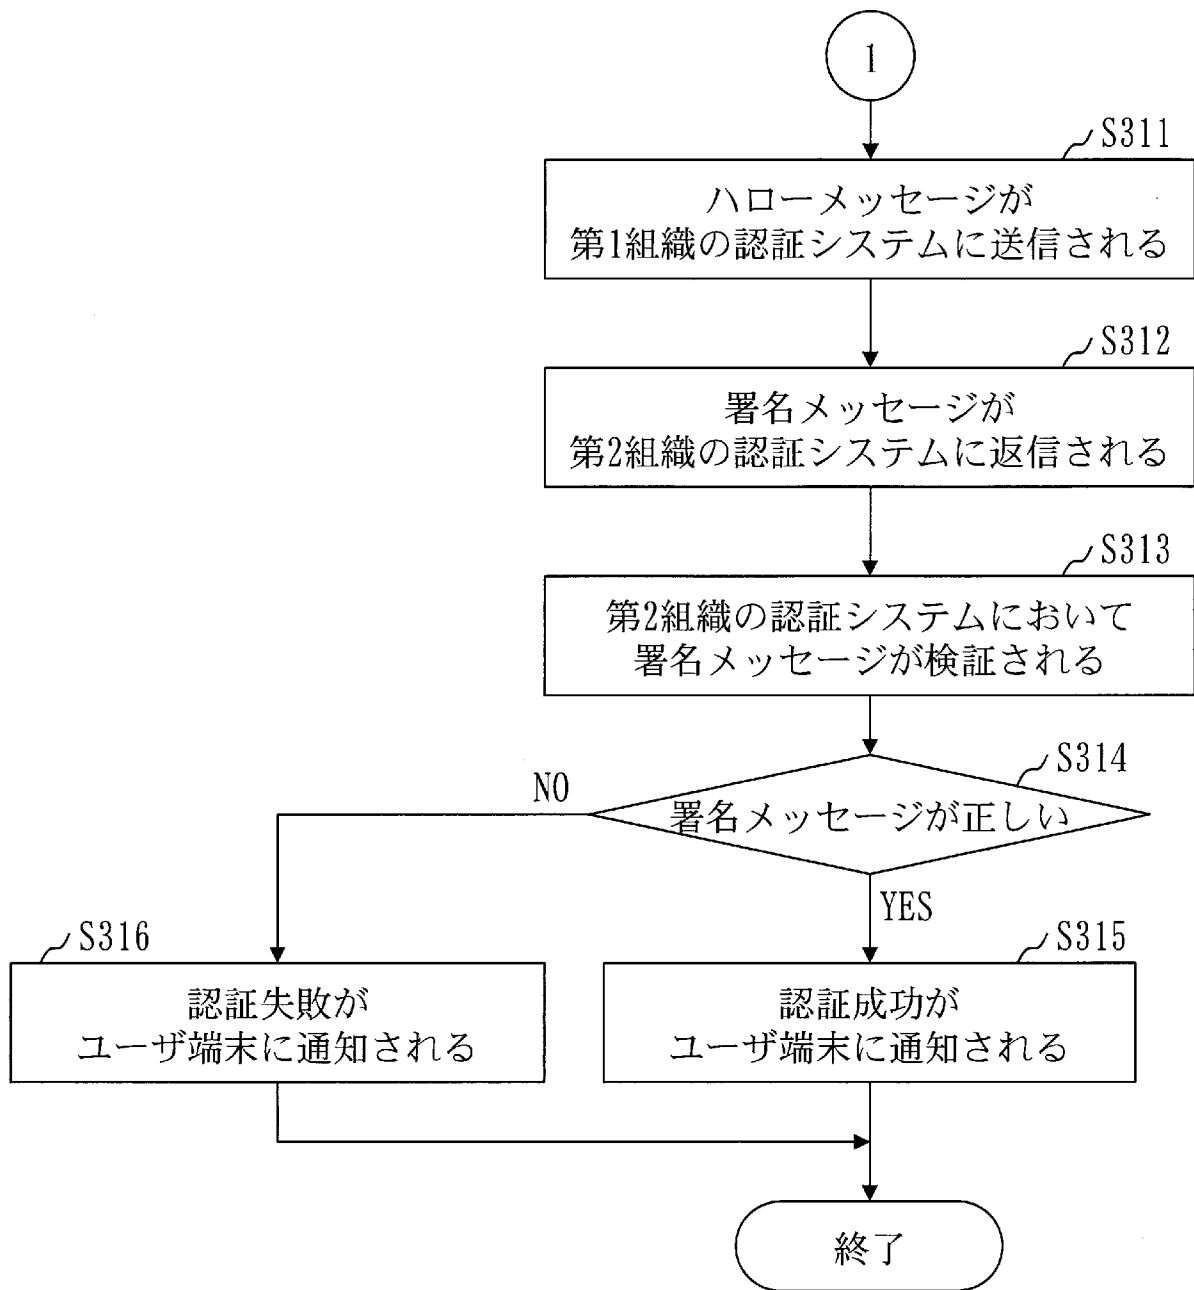 1
S311
ハローメッセージが
第1組織の認証システムに送信される
S312
署名メッセージが
第2組織の認証システムに返信される
S313
第2組織の認証システムにおいて
署名メッセージが検証される
S314
署名メッセージが正しい
NO
YES
S316
認証失敗が
ユーザ端末に通知される
S315
認証成功が
ユーザ端末に通知される
終了